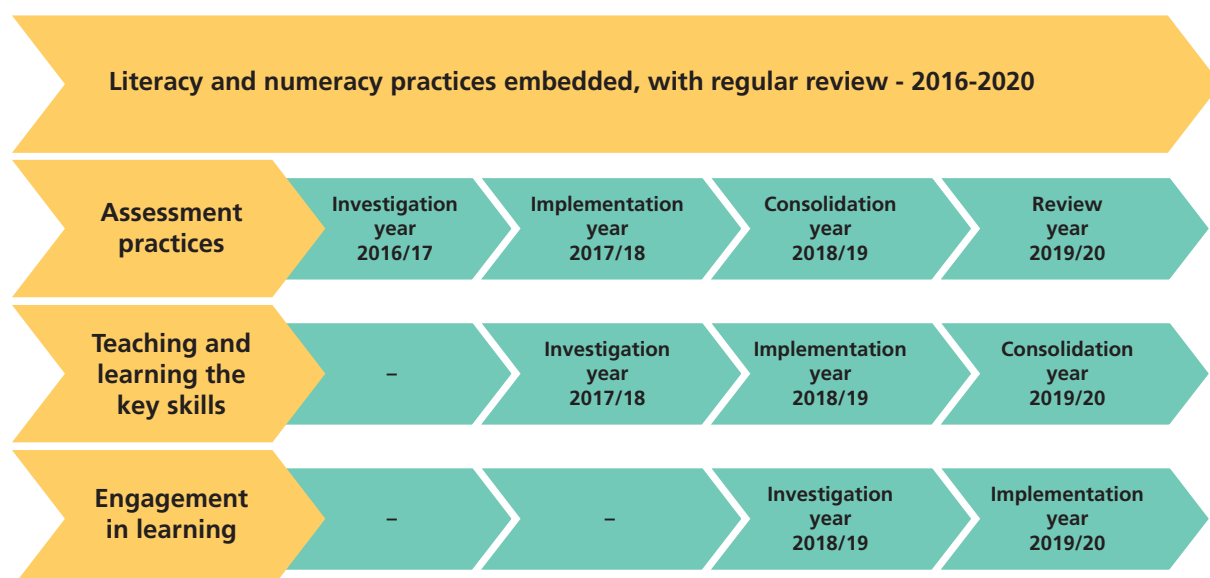 Literacy and numeracy practices embedded, with regular review - 2016-2020
Assessment
practices
Investigation
year
2016/17
Implementation
year
2017/18
Consolidation
year
2018/19
Review
year
2019/20
Teaching and
learning the
key skills
–
Investigation
year
2017/18
Implementation
year
2018/19
Consolidation
year
2019/20
Engagement
in learning
–
–
Investigation
year
2018/19
Implementation
year
2019/20